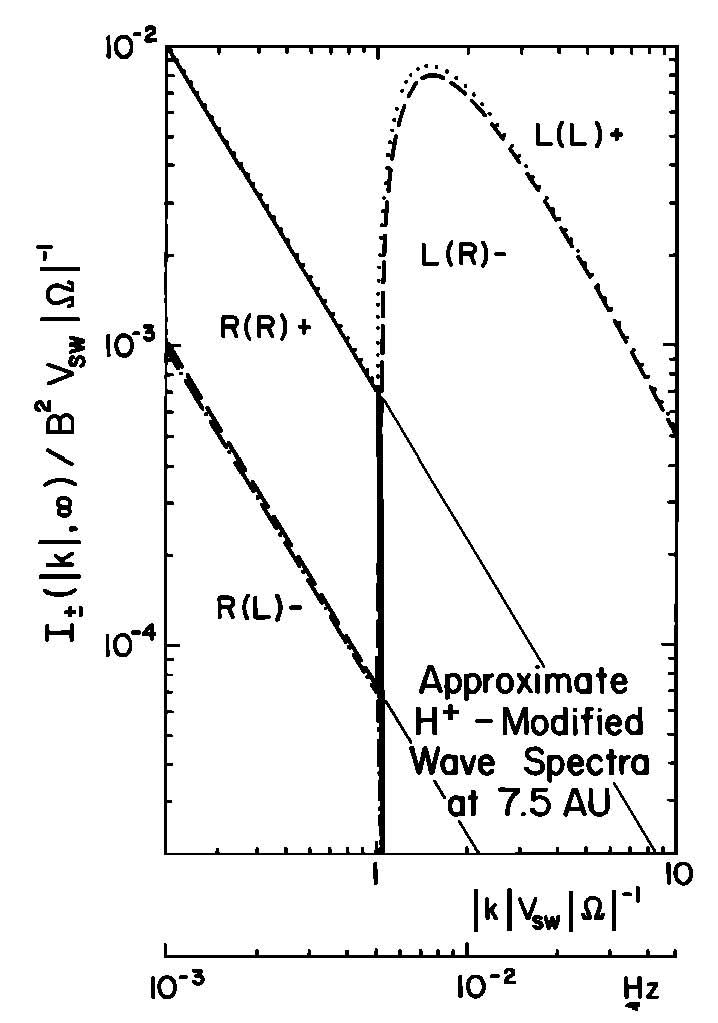 10⁻²
L(L)+
L(R)-
R(R)+
10⁻³
I±(|k|,∞)/B² V_SW |Ω|⁻¹
R(L)-
10⁻⁴
Approximate
H⁺ - Modified
Wave Spectra
at 7.5 AU
1 10
|k|V_SW|Ω|⁻¹
10⁻³ 10⁻² Hz